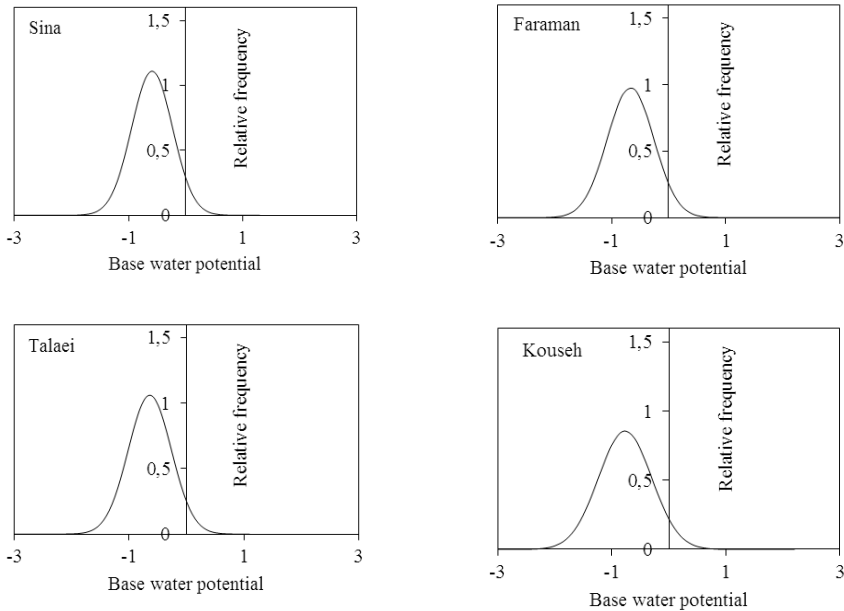 Sina
1,5
1
0,5
0
Relative frequency
-3 -1 1 3
Base water potential
Faraman
1,5
1
0,5
0
Relative frequency
-3 -1 1 3
Base water potential
Talaei
1,5
1
0,5
0
Relative frequency
-3 -1 1 3
Base water potential
Kouseh
1,5
1
0,5
0
Relative frequency
-3 -1 1 3
Base water potential